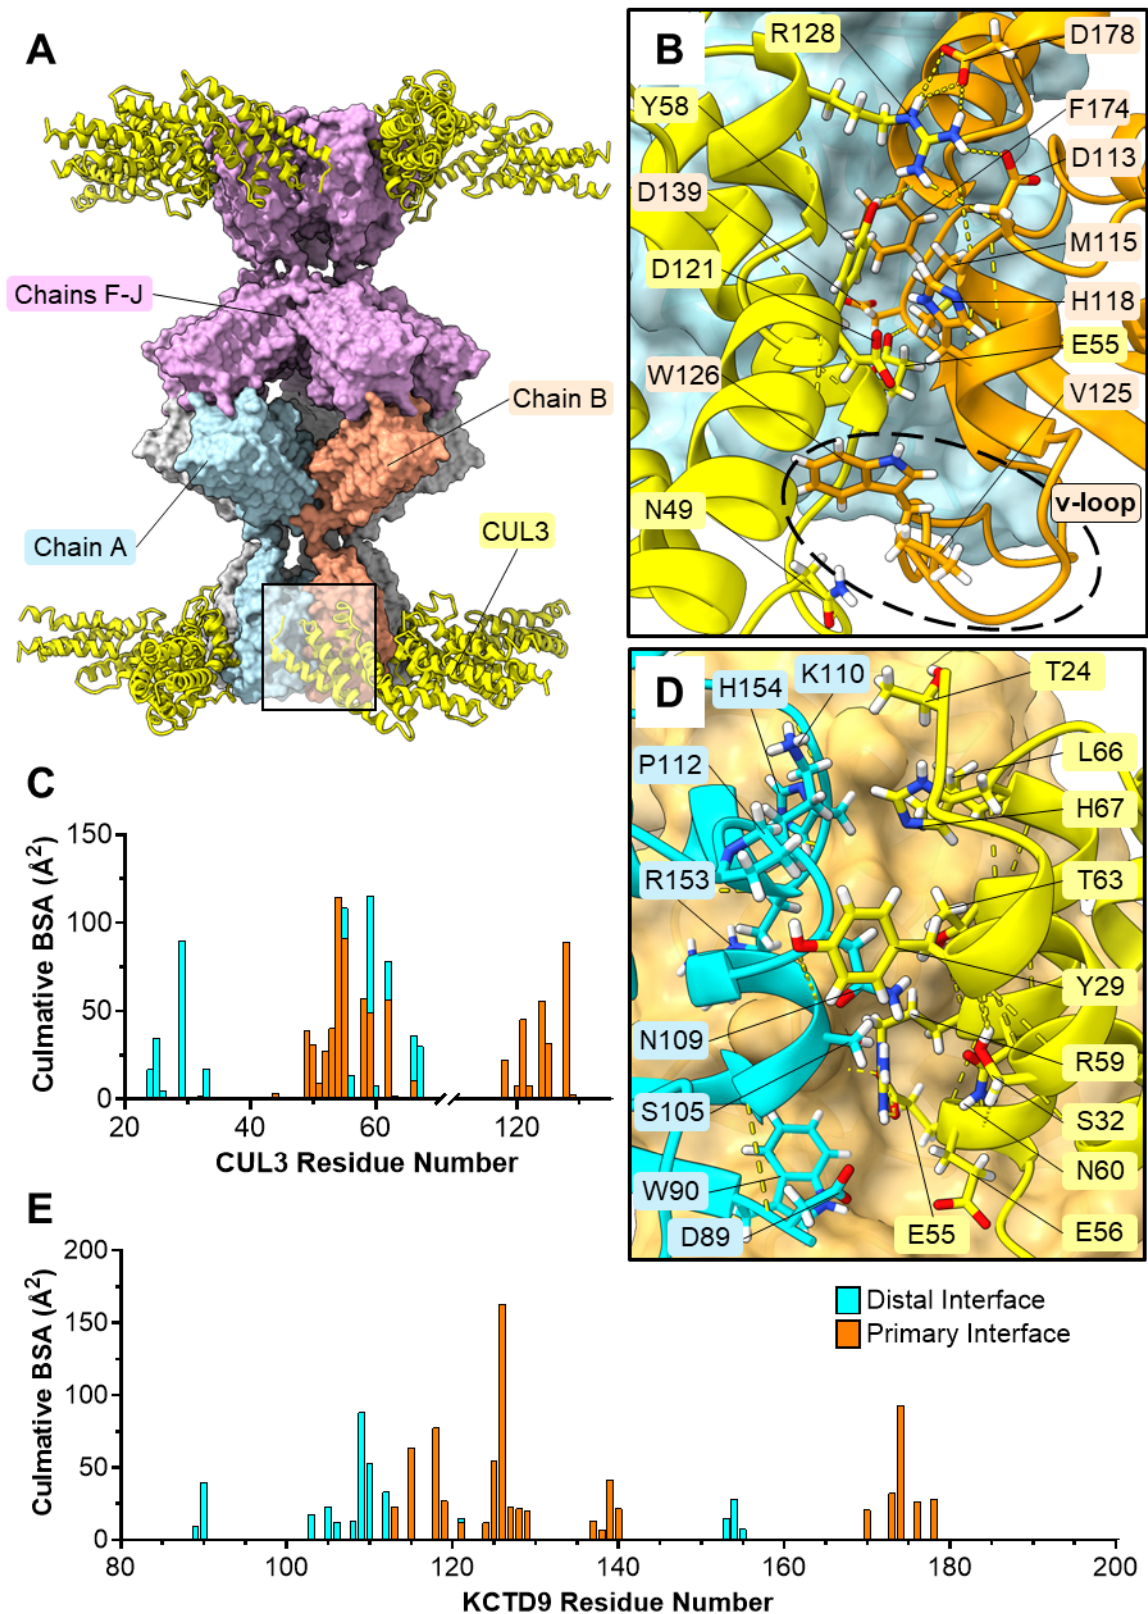 A
Chains F-J
Chain B
Chain A
CUL3
B
R128
D178
Y58
F174
D113
D139
M115
D121
H118
E55
W126
V125
v-loop
N49
C
Culmative BSA (Å²)
150
100
50
0
20
40
60
120
CUL3 Residue Number
D
K110
H154
T24
P112
L66
H67
R153
T63
Y29
N109
R59
S105
S32
N60
W90
D89
E55
E56
E
Culmative BSA (Å²)
200
150
100
50
0
80
100
120
140
160
180
200
KCTD9 Residue Number
Distal Interface
Primary Interface